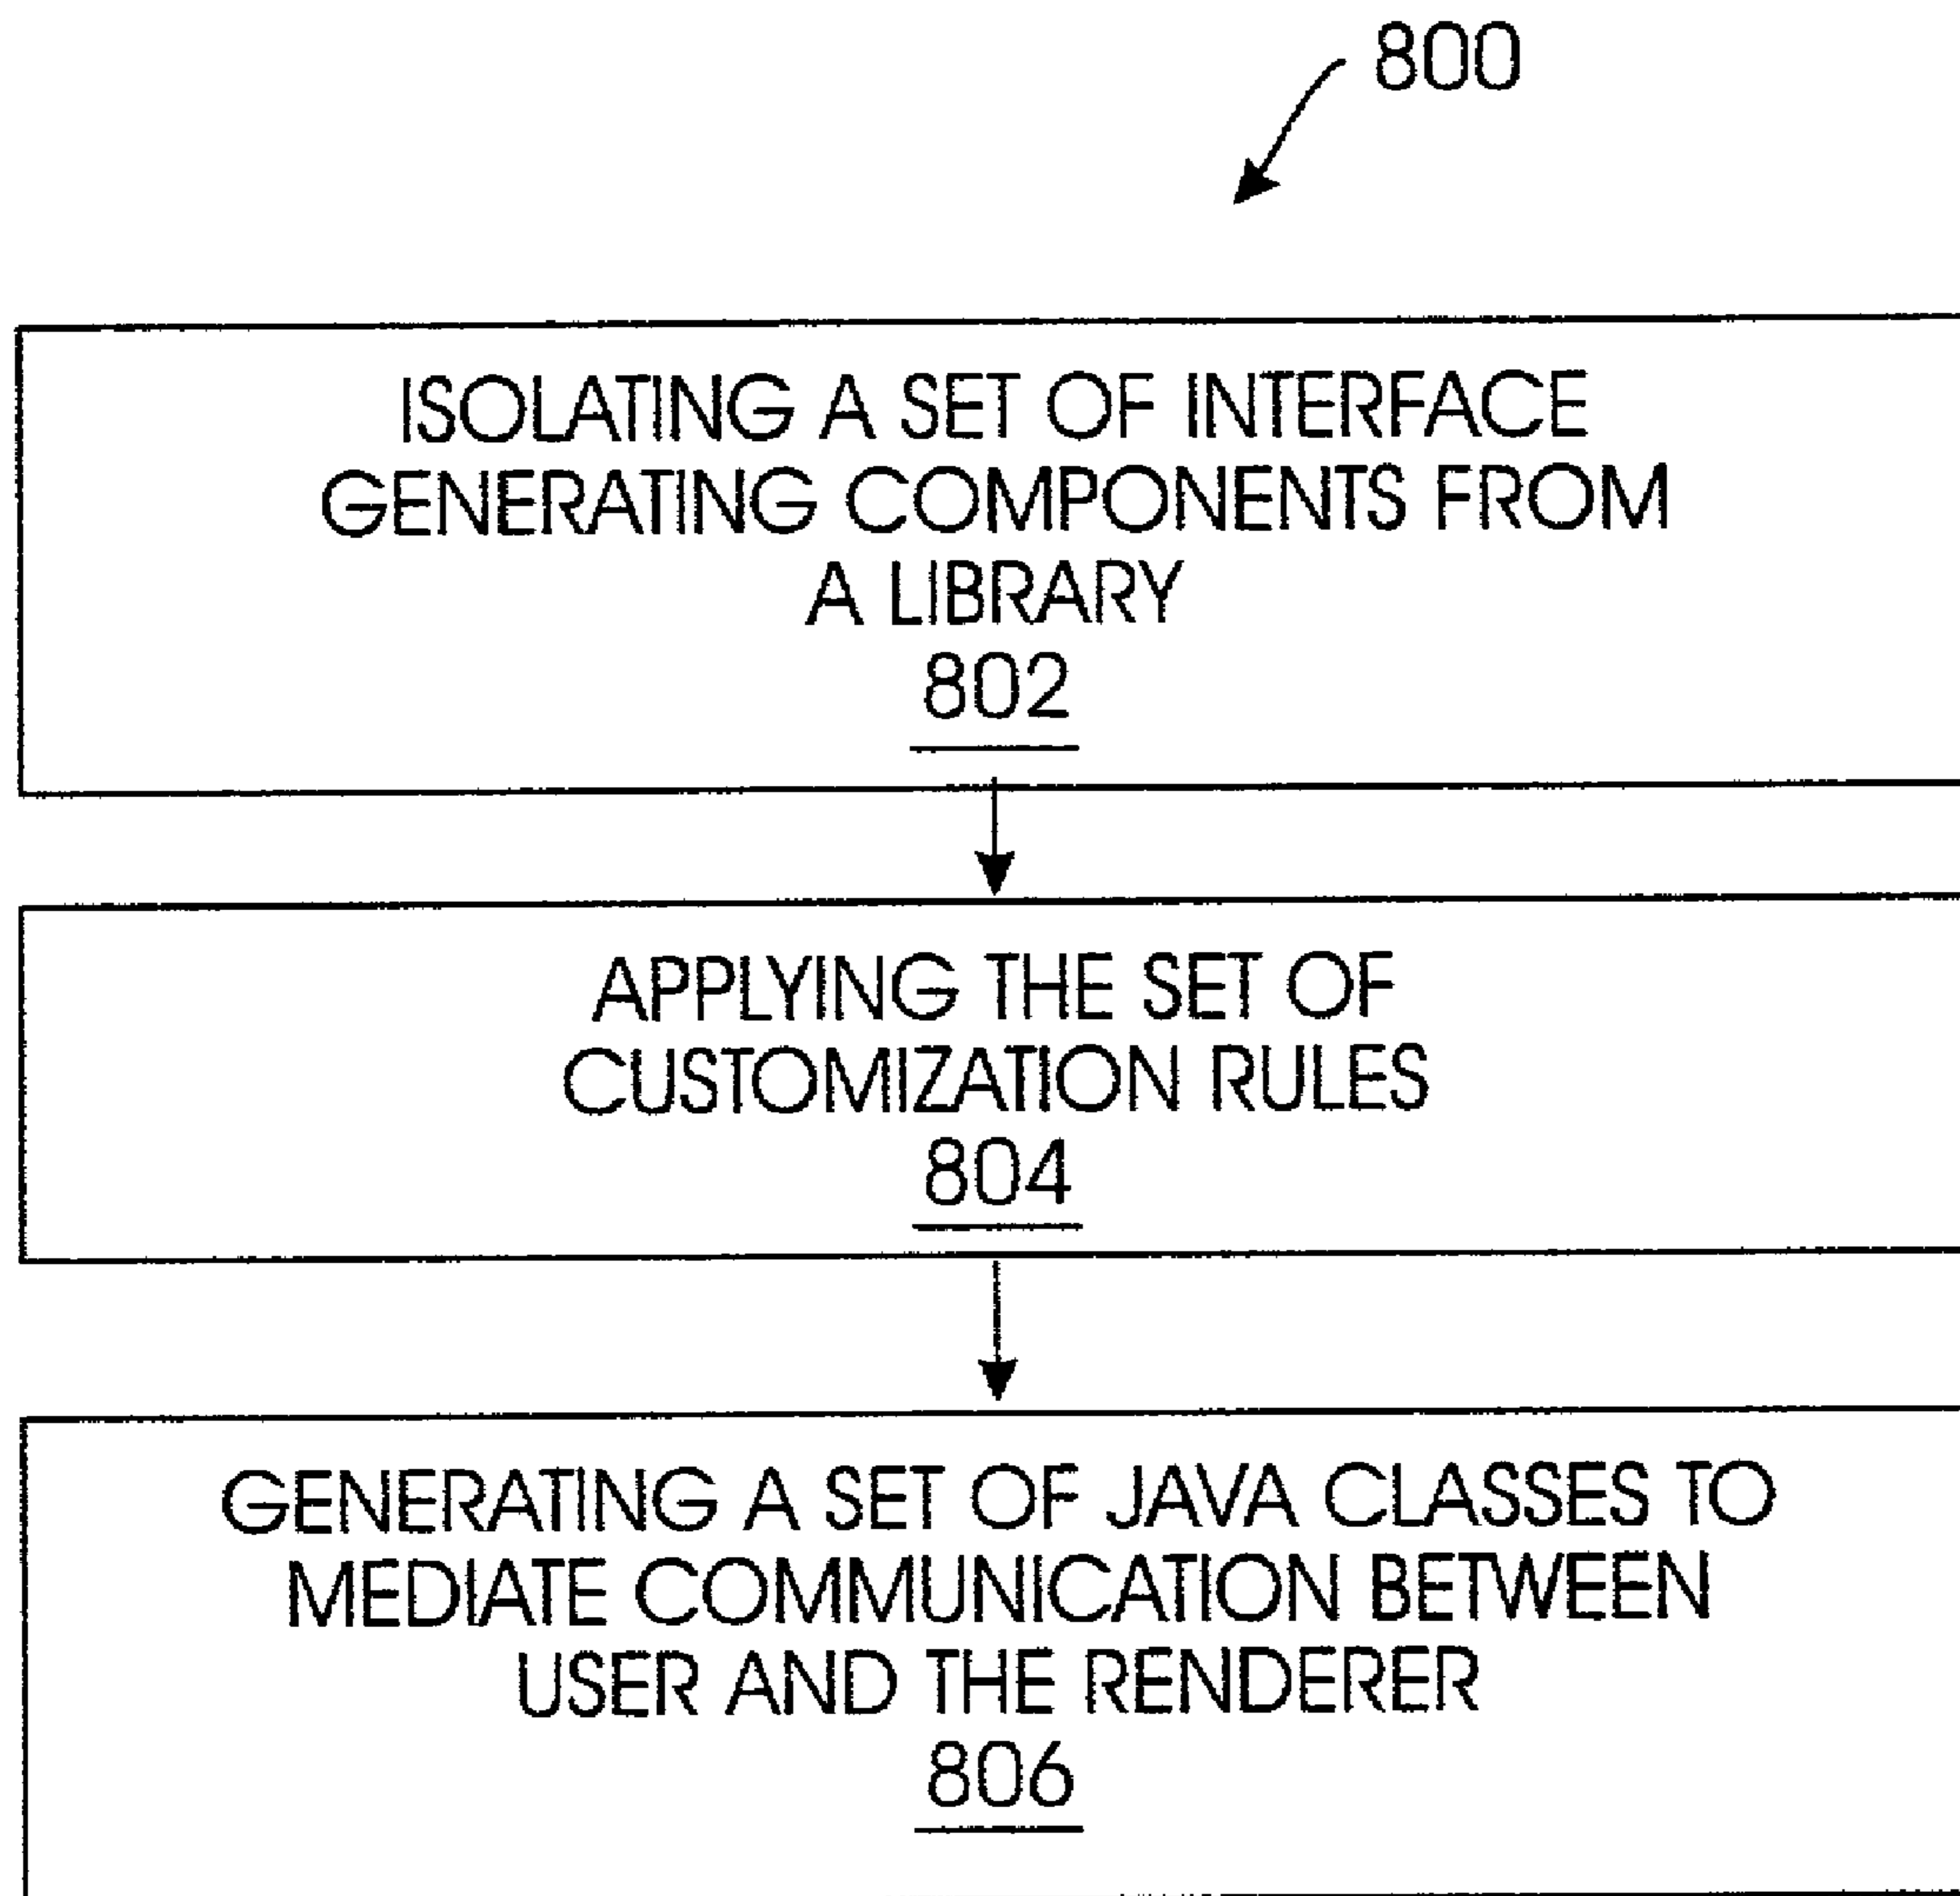 800
ISOLATING A SET OF INTERFACE
GENERATING COMPONENTS FROM
A LIBRARY
802
APPLYING THE SET OF
CUSTOMIZATION RULES
804
GENERATING A SET OF JAVA CLASSES TO
MEDIATE COMMUNICATION BETWEEN
USER AND THE RENDERER
806